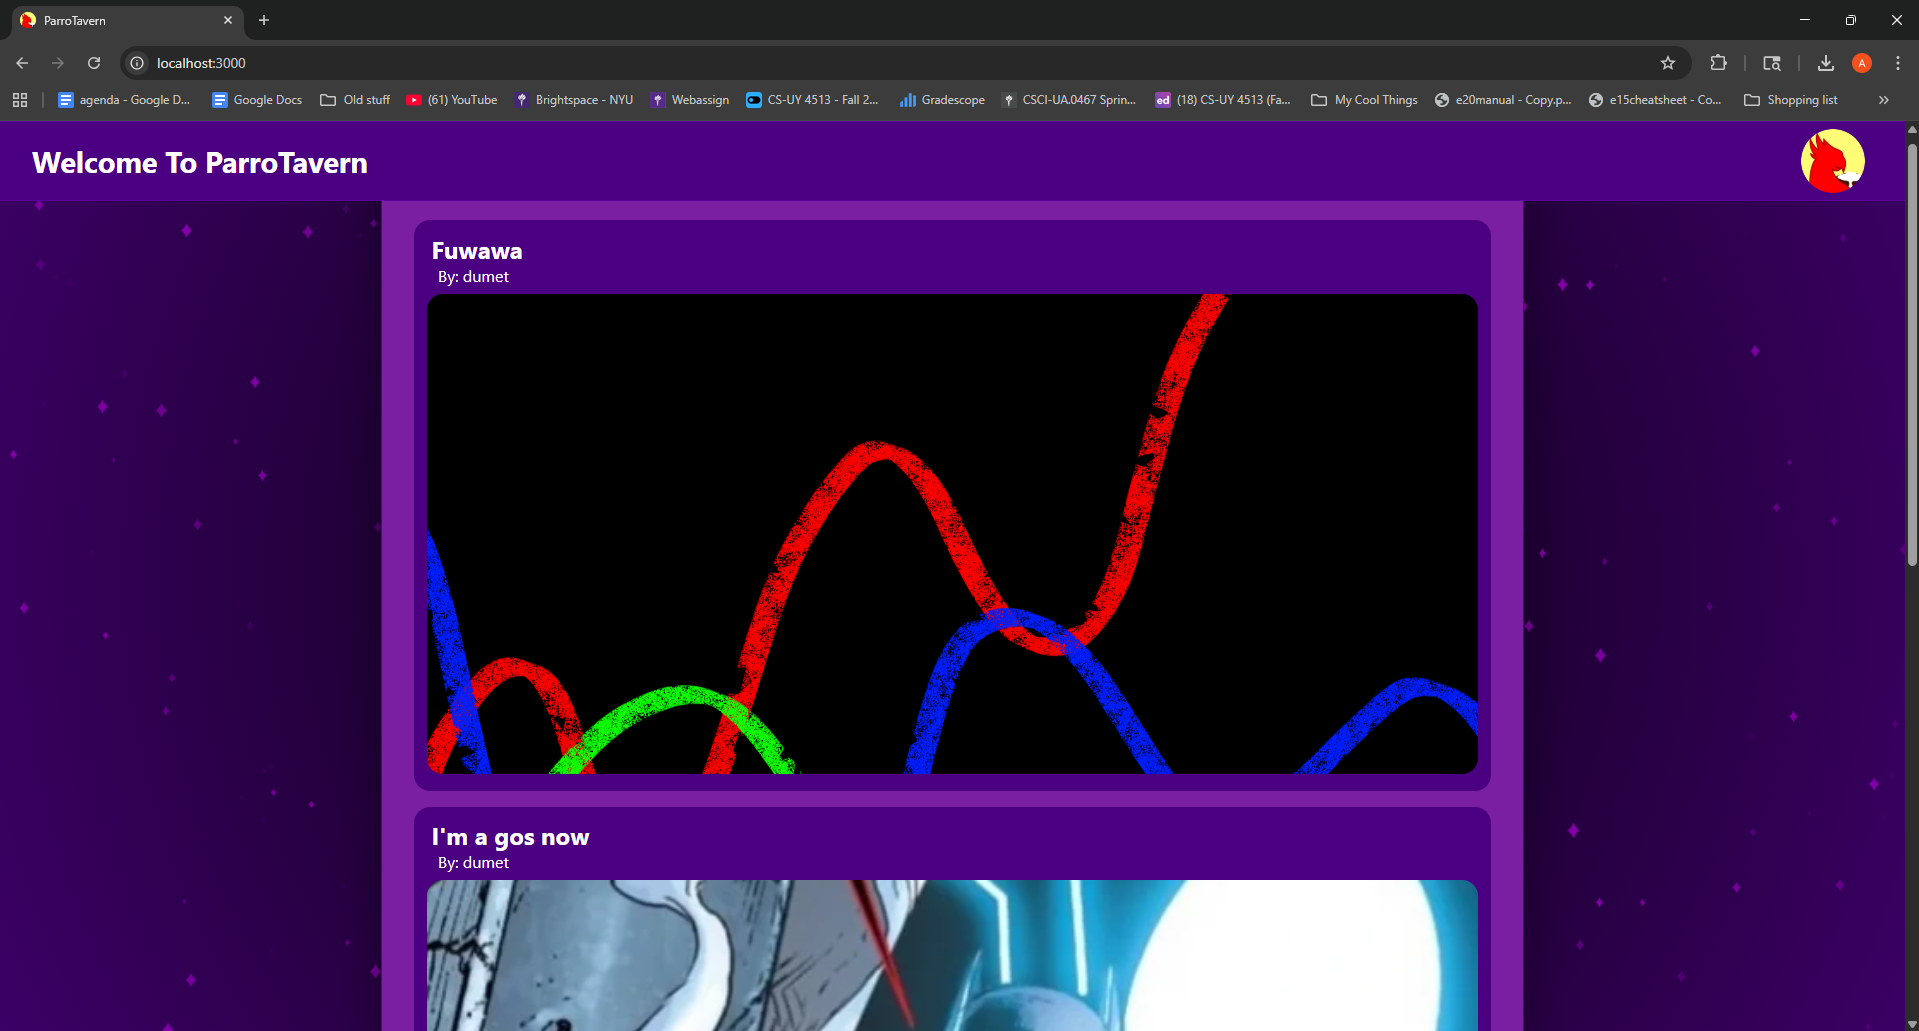 ParroTavern
localhost:3000
A
agenda - Google D...
Google Docs
Old stuff
(61) YouTube
Brightspace - NYU
Webassign
CS-UY 4513 - Fall 2...
Gradescope
CSCI-UA.0467 Sprin...
ed
(18) CS-UY 4513 (Fa...
My Cool Things
e20manual - Copy.p...
e15cheatsheet - Co...
Shopping list
Welcome To ParroTavern
Fuwawa
By: dumet
I'm a gos now
By: dumet